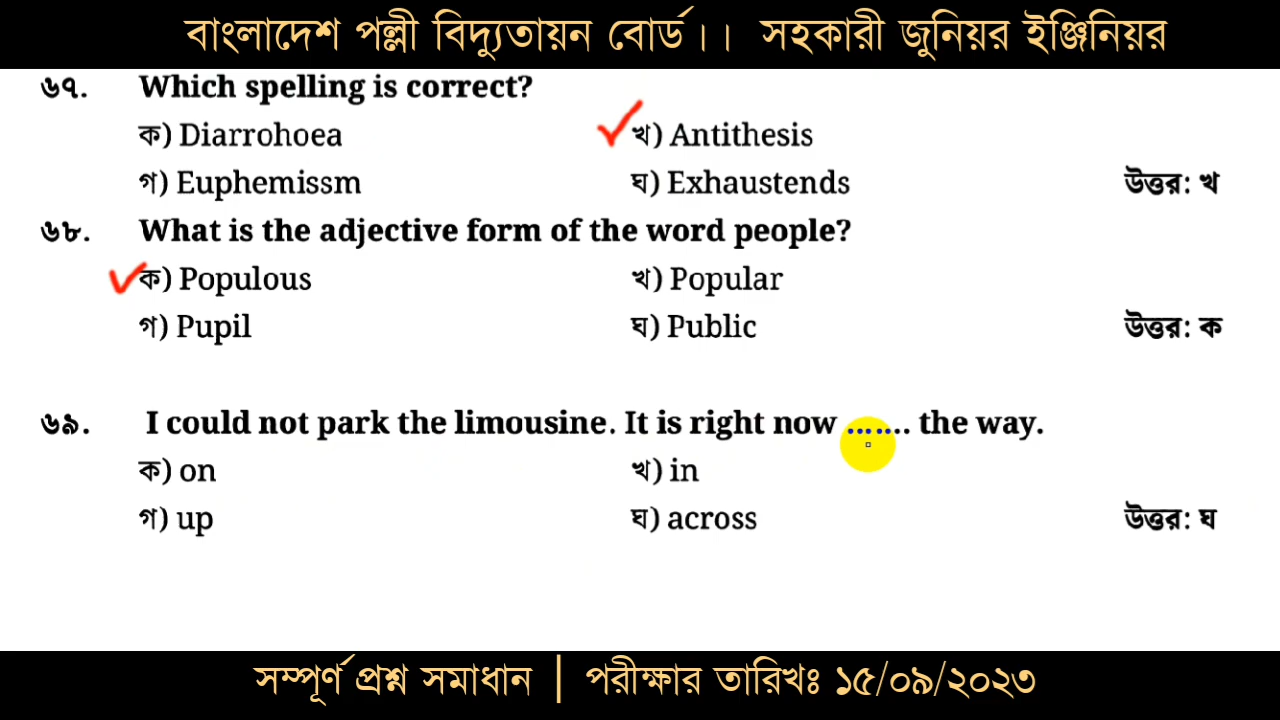 বাংলাদেশ পল্লী বিদ্যুতায়ন বোর্ড।। সহকারী জুনিয়র ইঞ্জিনিয়র
৬৭. Which spelling is correct?
ক) Diarrohoea খ) Antithesis
গ) Euphemissm ঘ) Exhaustends উত্তর: খ
৬৮. What is the adjective form of the word people?
ক) Populous খ) Popular
গ) Pupil ঘ) Public উত্তর: ক
৬৯. I could not park the limousine. It is right now ....... the way.
ক) on খ) in
গ) up ঘ) across উত্তর: ঘ
সম্পূর্ণ প্রশ্ন সমাধান | পরীক্ষার তারিখঃ ১৫/০৯/২০২৩